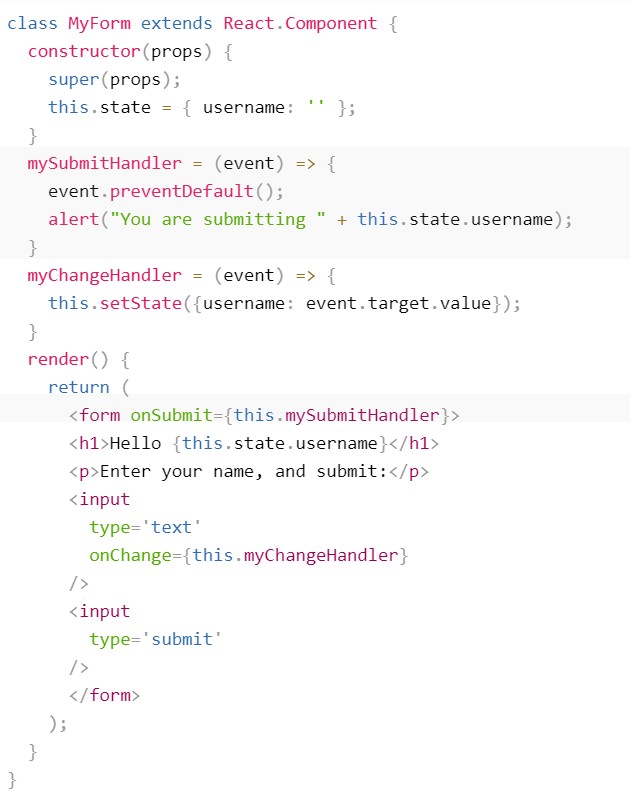 class MyForm extends React.Component {
  constructor(props) {
    super(props);
    this.state = { username: '' };
  }
  mySubmitHandler = (event) => {
    event.preventDefault();
    alert("You are submitting " + this.state.username);
  }
  myChangeHandler = (event) => {
    this.setState({username: event.target.value});
  }
  render() {
    return (
      <form onSubmit={this.mySubmitHandler}>
      <h1>Hello {this.state.username}</h1>
      <p>Enter your name, and submit:</p>
      <input
        type='text'
        onChange={this.myChangeHandler}
      />
      <input
        type='submit'
      />
      </form>
    );
  }
}